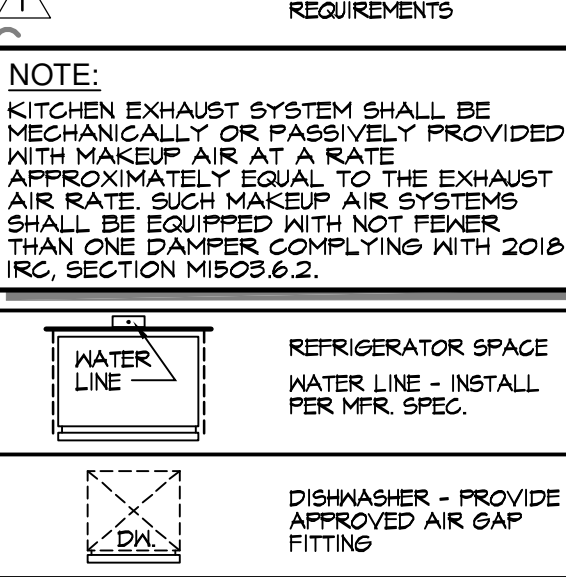 1
REQUIREMENTS
NOTE:
KITCHEN EXHAUST SYSTEM SHALL BE
MECHANICALLY OR PASSIVELY PROVIDED
WITH MAKEUP AIR AT A RATE
APPROXIMATELY EQUAL TO THE EXHAUST
AIR RATE. SUCH MAKEUP AIR SYSTEMS
SHALL BE EQUIPPED WITH NOT FEWER
THAN ONE DAMPER COMPLYING WITH 2018
IRC, SECTION M1503.6.2.
WATER
LINE
REFRIGERATOR SPACE
WATER LINE - INSTALL
PER MFR. SPEC.
DW.
DISHWASHER - PROVIDE
APPROVED AIR GAP
FITTING